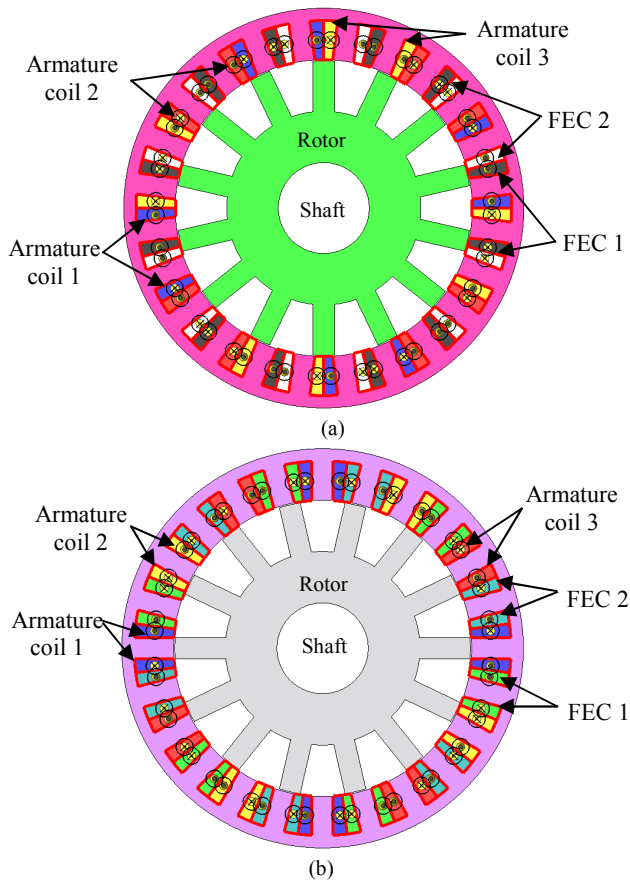 Armature
coil 3
Armature
coil 2
FEC 2
Rotor
Shaft
FEC 1
Armature
coil 1
(a)
Armature
coil 3
Armature
coil 2
FEC 2
Rotor
Armature
coil 1
Shaft
FEC 1
(b)